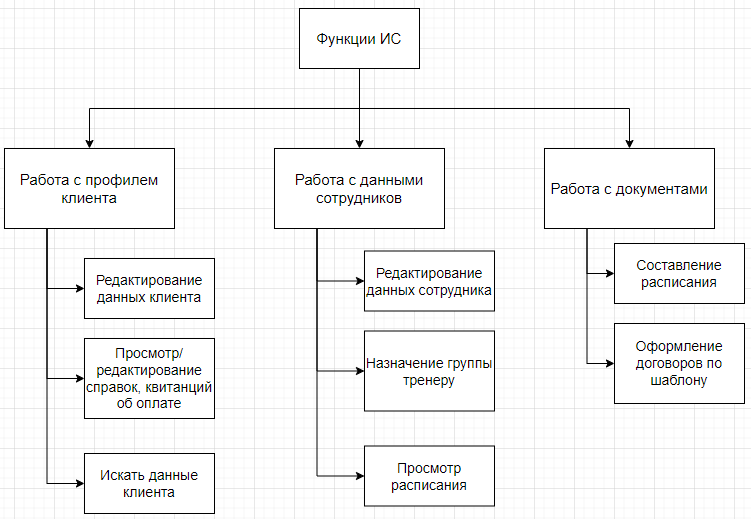 Функции ИС
Работа с профилем
клиента
Работа с данными
сотрудников
Работа с документами
Редактирование
данных клиента
Просмотр/
редактирование
справок, квитанций
об оплате
Искать данные
клиента
Редактирование
данных сотрудника
Назначение группы
тренеру
Просмотр
расписания
Составление
расписания
Оформление
договоров по
шаблону